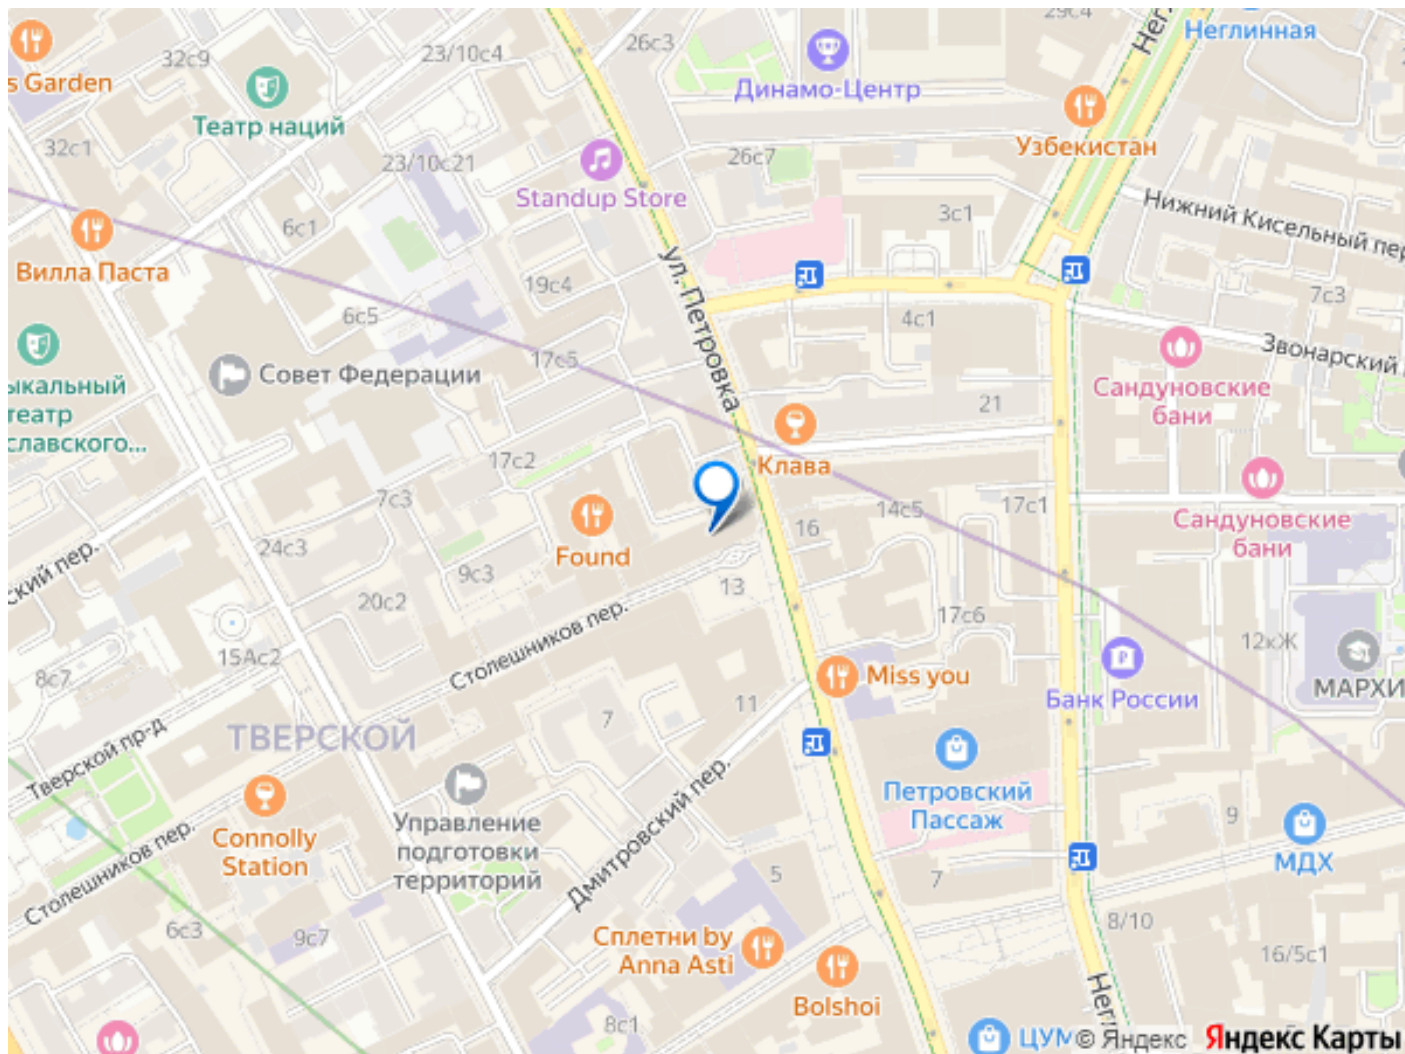 29с4
Неглинная
s Garden
32с9
23/10с4
26с3
Динамо-Центр
Театр наций
Узбекистан
32с1
23/10с21
26с7
Standup Store
3с1
Нижний Кисельный пер
6с1
ул. Петровка
Вилла Паста
19с4
7с3
6с5
4с1
17с5
Звонарский
Совет Федерации
ыкальный
театр
славского...
21
Сандуновские
бани
Клава
17с2
7с3
14с5
17с1
16
Сандуновские
бани
24с3
Found
ский пер.
9с3
13
20с2
Столешников пер.
17с6
12кЖ
15Ас2
8с7
Miss you
МАРХИ
11
Банк России
7
ТВЕРСКОЙ
Тверской пр-д
Петровский
Пассаж
Дмитровский пер.
Управление
подготовки
территорий
9
Connolly
Station
МДХ
Столешников пер.
5
7
8/10
6с3
9с7
Сплетни by
Anna Asti
16/5с1
Bolshoi
Негл
8с1
ЦУМ
© Яндекс
Яндекс Карты